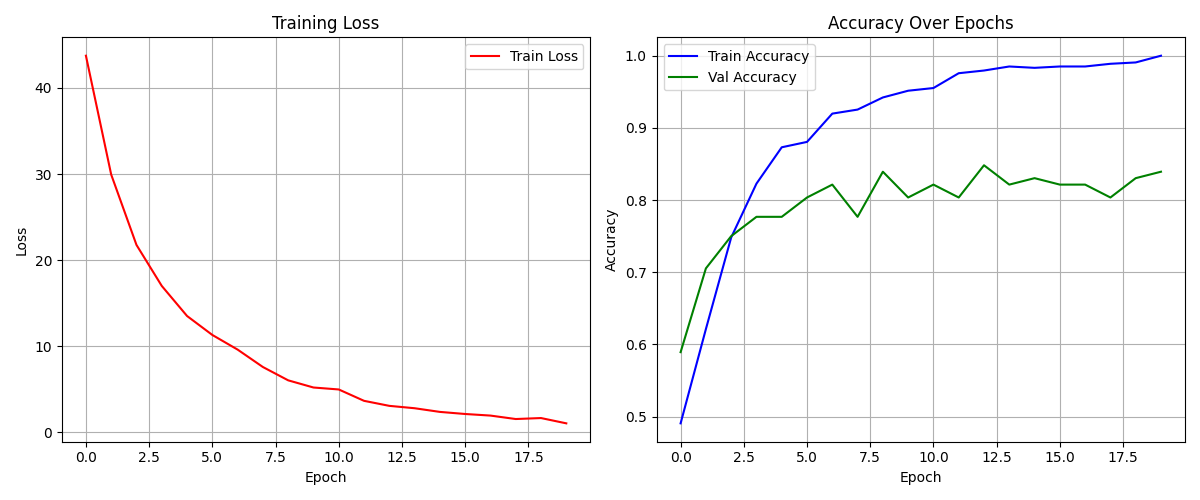 Training Loss
Train Loss
40
30
20
10
0
Loss
0.0 2.5 5.0 7.5 10.0 12.5 15.0 17.5
Epoch
Accuracy Over Epochs
Train Accuracy
Val Accuracy
1.0
0.9
0.8
0.7
0.6
0.5
Accuracy
0.0 2.5 5.0 7.5 10.0 12.5 15.0 17.5
Epoch